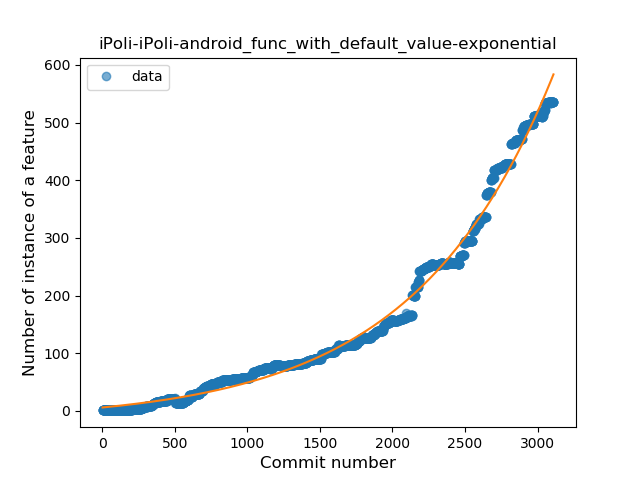 iPoli-iPoli-android_func_with_default_value-exponential
data
Number of instance of a feature
600
500
400
300
200
100
0
0 500 1000 1500 2000 2500 3000
Commit number